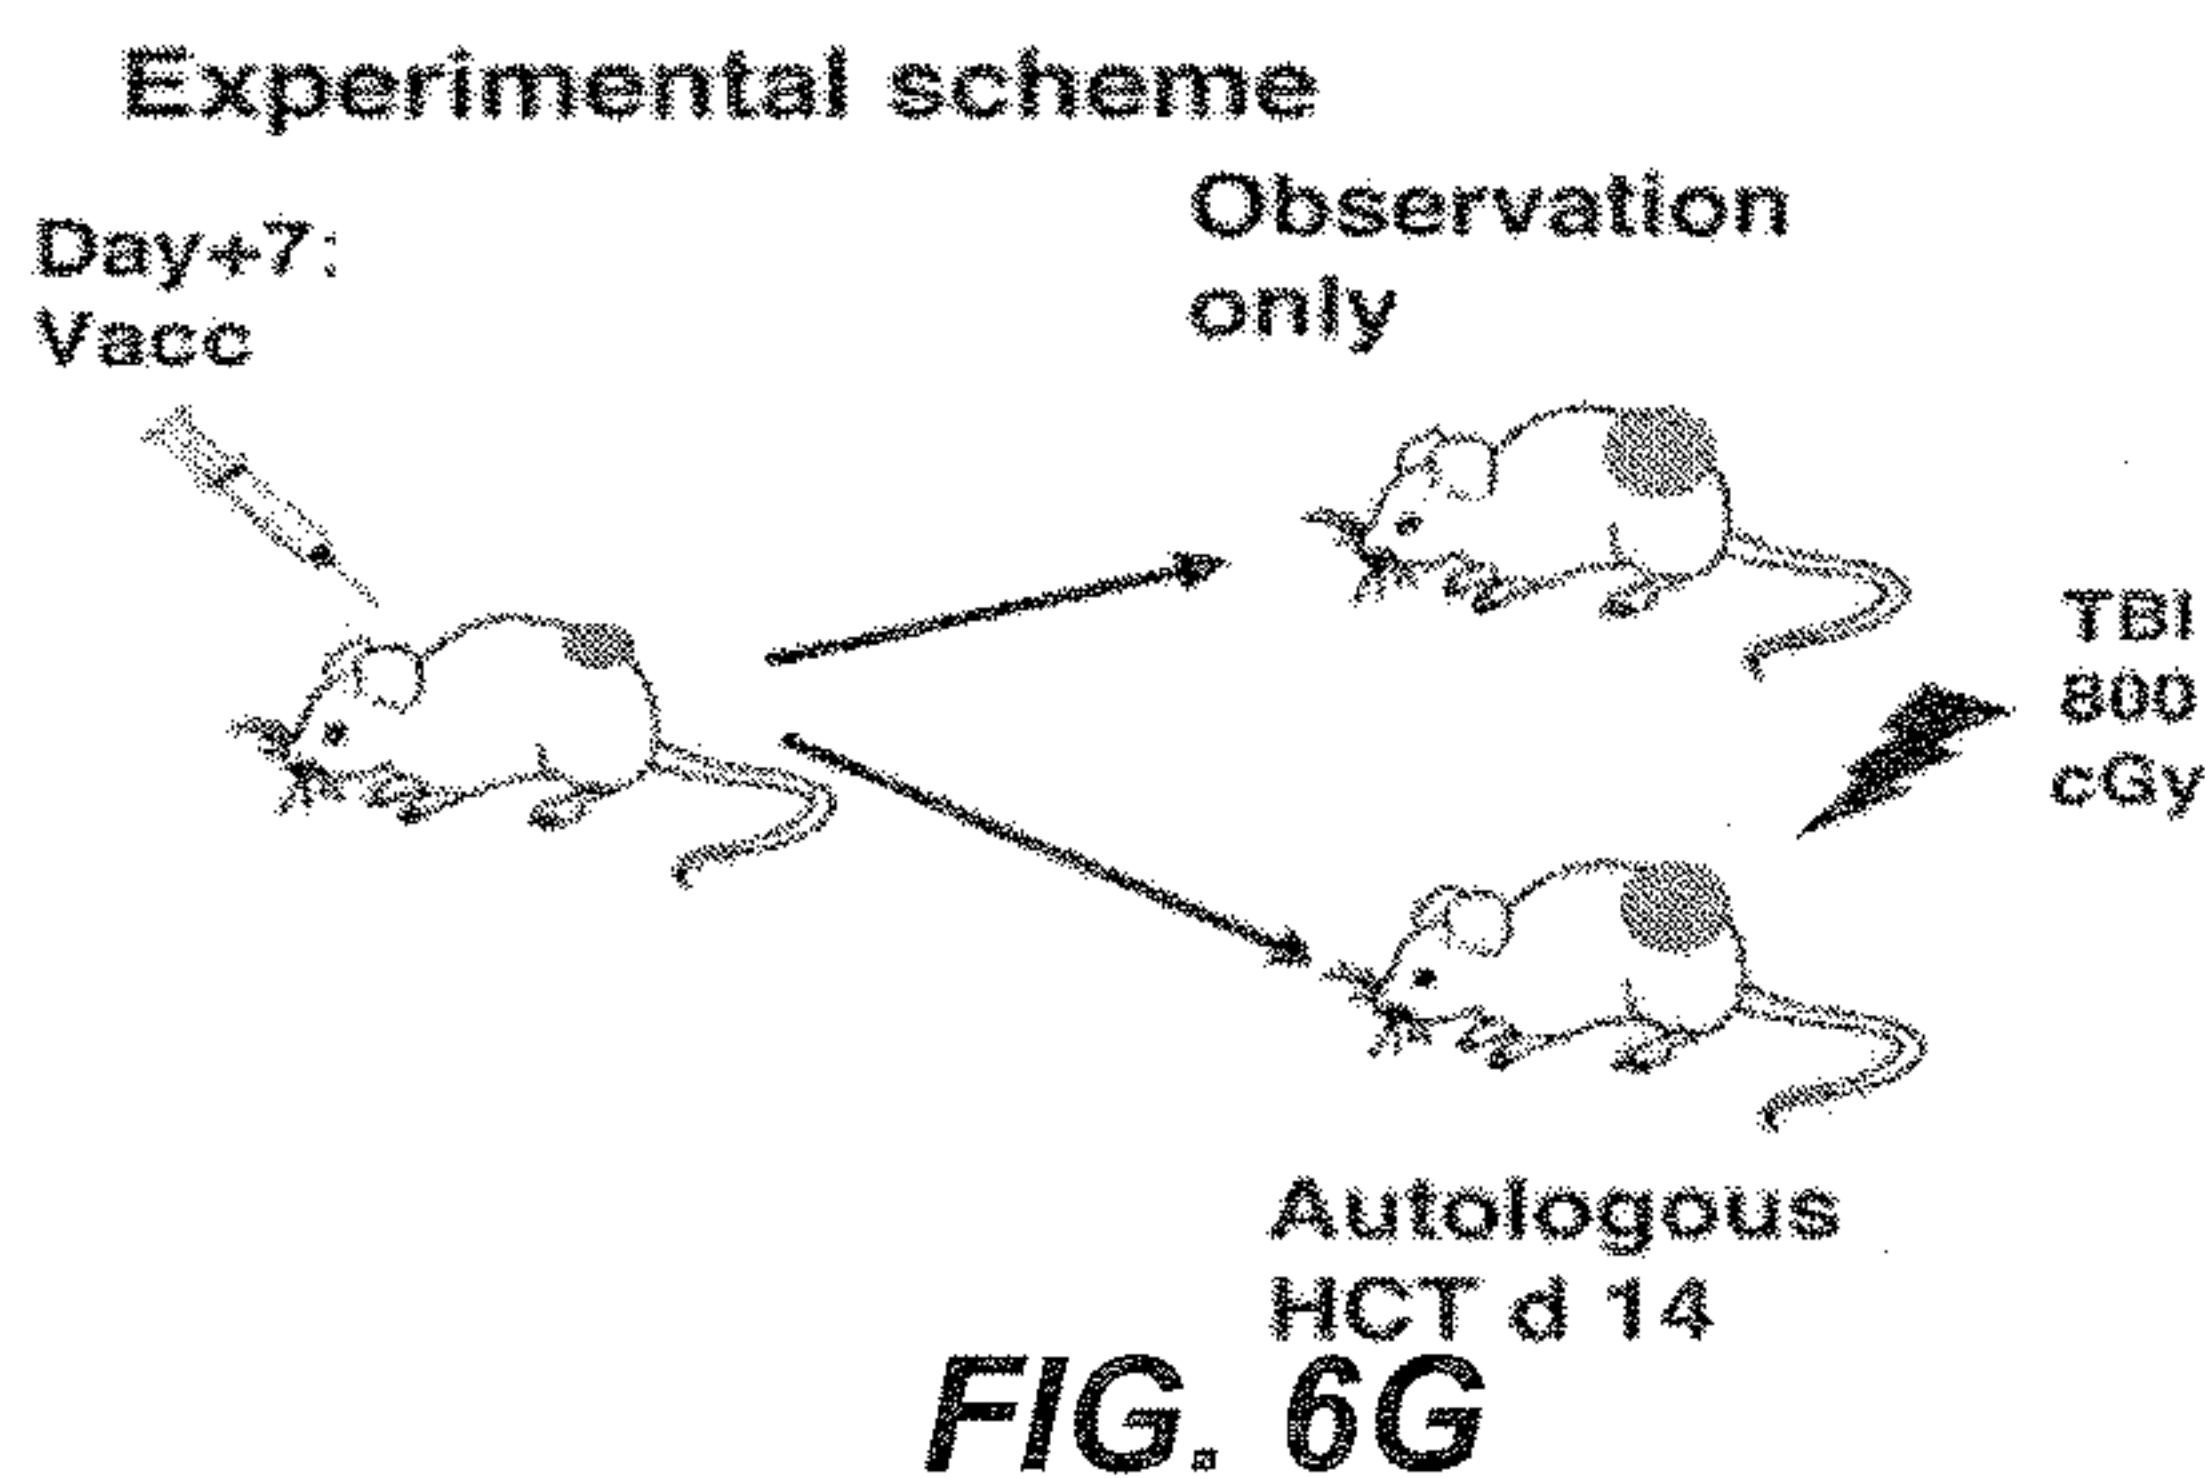 Experimental scheme
Day+7:
Vacc
Observation
only
TBI
800
cGy
Autologous
HCT d 14
FIG. 6G